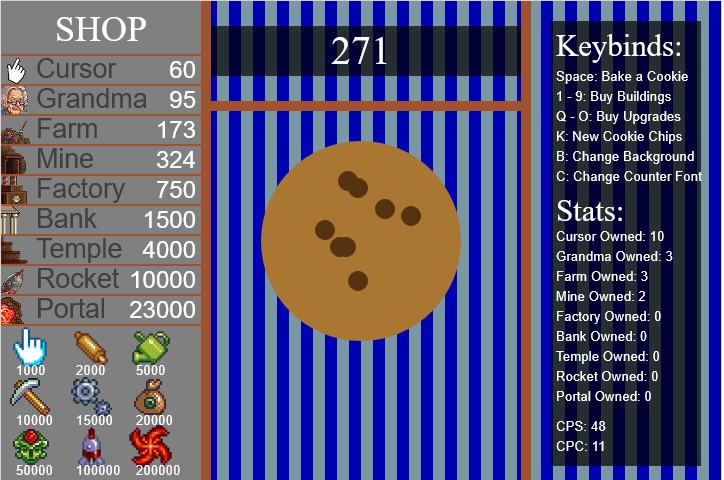 SHOP
Cursor 60
Grandma 95
Farm 173
Mine 324
Factory 750
Bank 1500
Temple 4000
Rocket 10000
Portal 23000
1000 2000 5000
10000 15000 20000
50000 100000 200000
271
Keybinds:
Space: Bake a Cookie
1 - 9: Buy Buildings
Q - O: Buy Upgrades
K: New Cookie Chips
B: Change Background
C: Change Counter Font
Stats:
Cursor Owned: 10
Grandma Owned: 3
Farm Owned: 3
Mine Owned: 2
Factory Owned: 0
Bank Owned: 0
Temple Owned: 0
Rocket Owned: 0
Portal Owned: 0
CPS: 48
CPC: 11